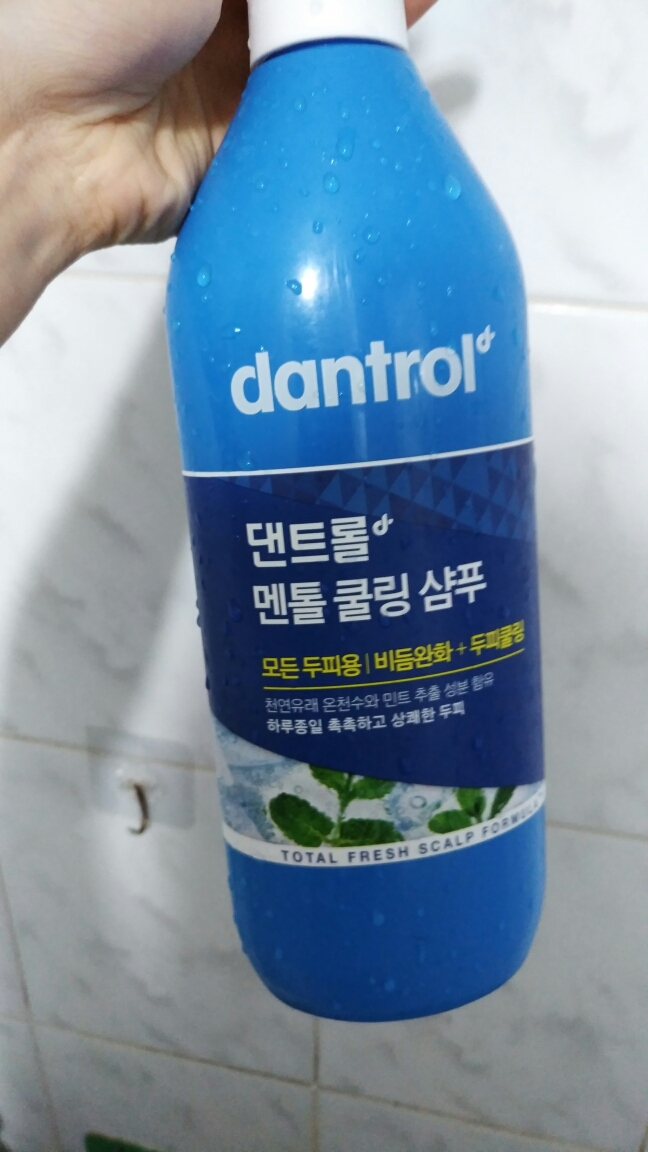 dantrol
댄트롤
멘톨 쿨링 샴푸
모든 두피용 | 비듬완화 + 두피쿨링
천연유래 온천수와 민트 추출 성분 함유
하루종일 촉촉하고 상쾌한 두피
TOTAL FRESH SCALP FORMULA